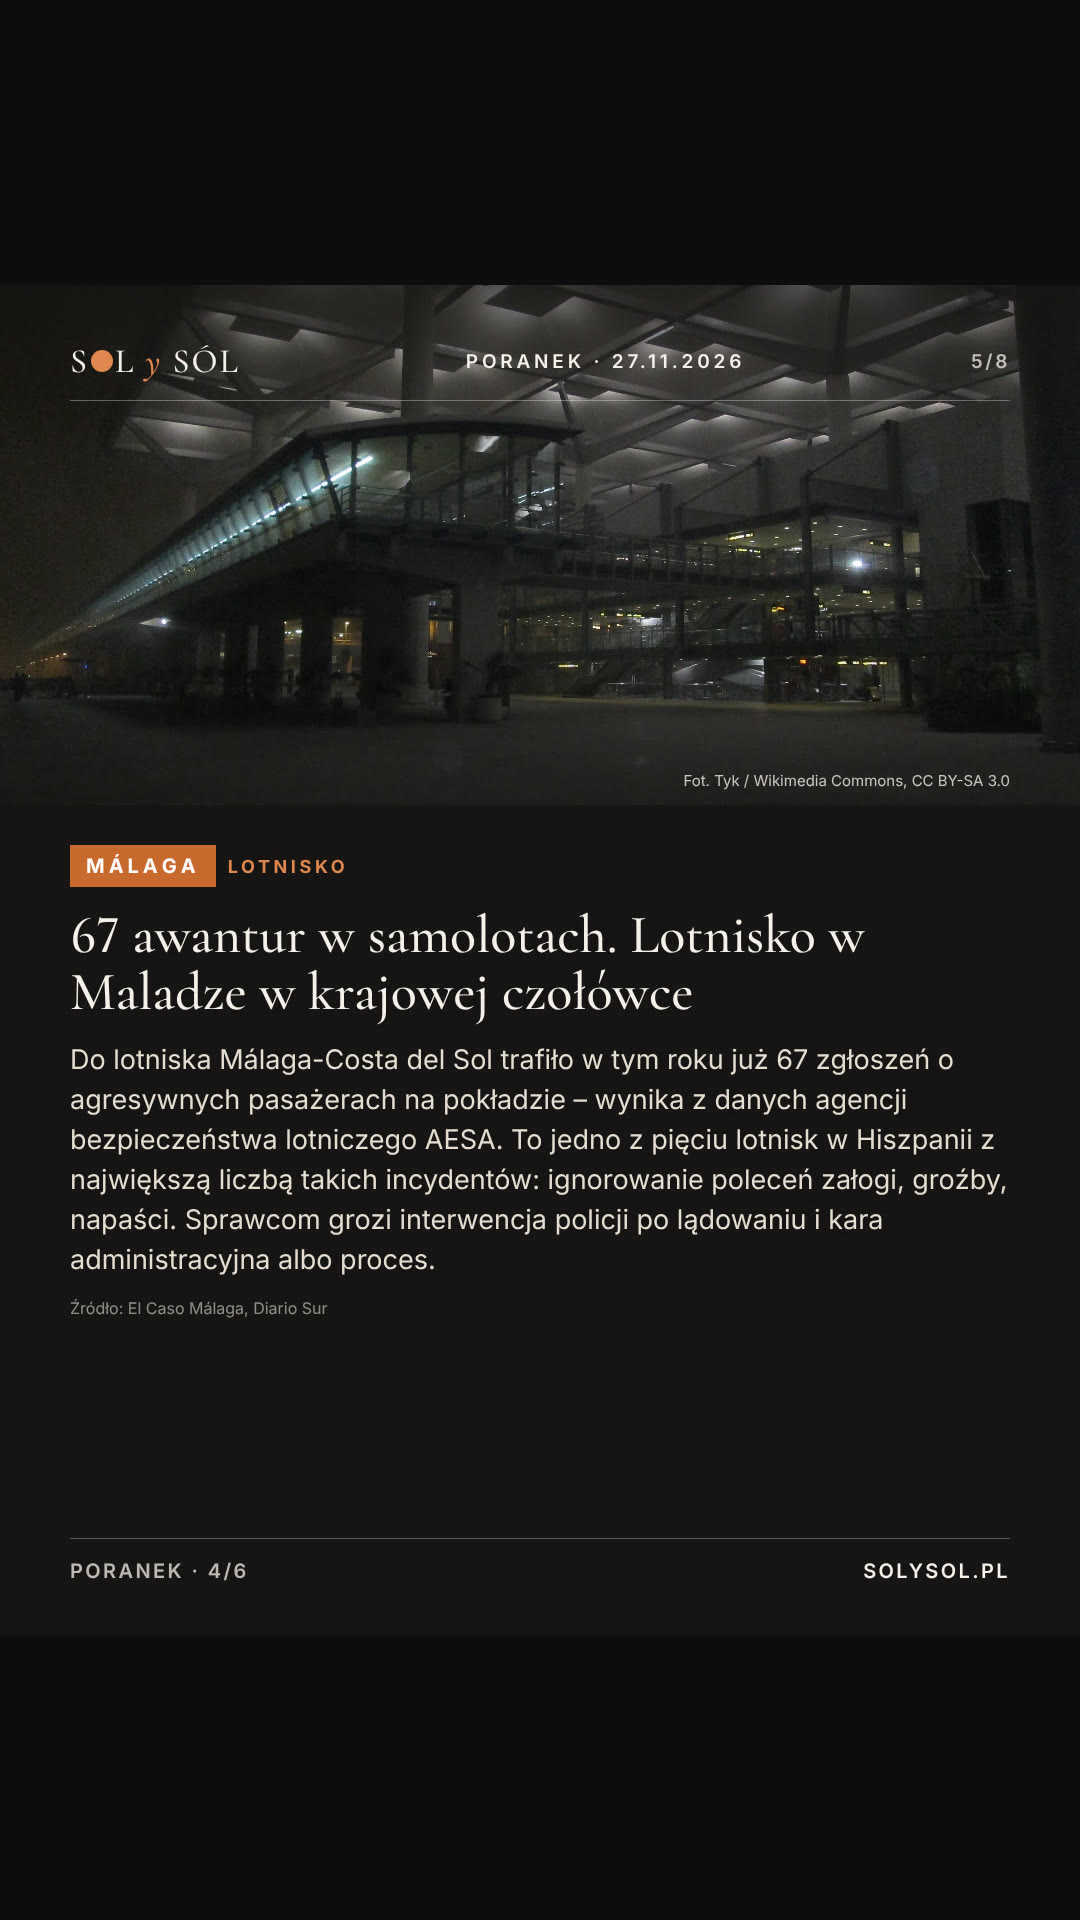 SOL y SÓL
PORANEK · 27.11.2026
5/8
Fot. Tyk / Wikimedia Commons, CC BY-SA 3.0
MÁLAGA LOTNISKO
67 awantur w samolotach. Lotnisko w
Maladze w krajowej czołówce
Do lotniska Málaga-Costa del Sol trafiło w tym roku już 67 zgłoszeń o
agresywnych pasażerach na pokładzie – wynika z danych agencji
bezpieczeństwa lotniczego AESA. To jedno z pięciu lotnisk w Hiszpanii z
największą liczbą takich incydentów: ignorowanie poleceń załogi, groźby,
napaści. Sprawcom grozi interwencja policji po lądowaniu i kara
administracyjna albo proces.
Źródło: El Caso Málaga, Diario Sur
PORANEK · 4/6
SOLYSOL.PL